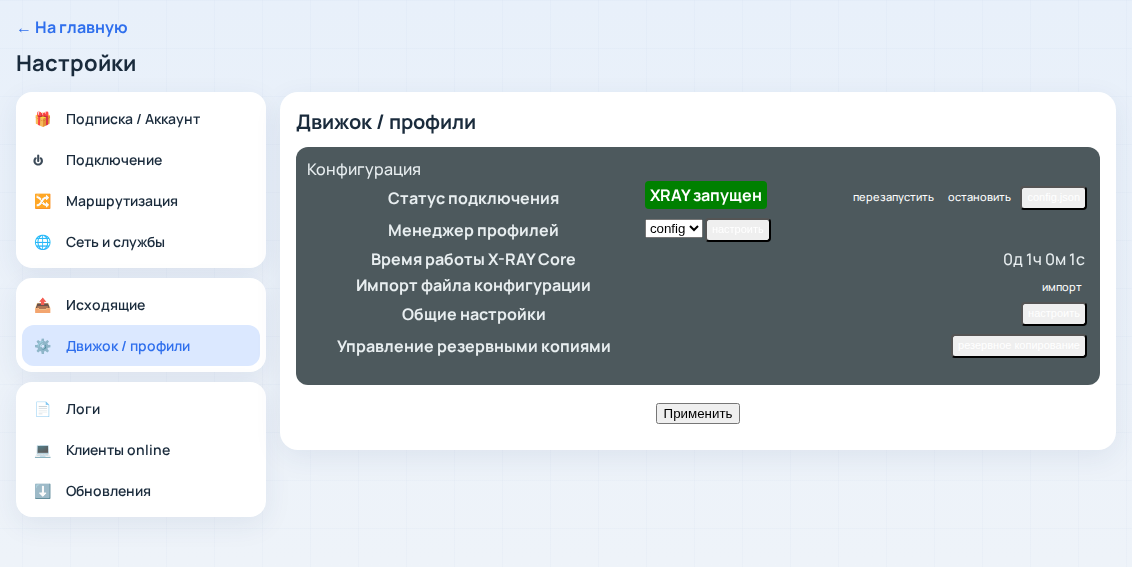 ← На главную
Настройки
Подписка / Аккаунт
Подключение
Маршрутизация
Сеть и службы
Исходящие
Движок / профили
Логи
Клиенты online
Обновления
Движок / профили
Конфигурация
Статус подключения XRAY запущен перезапустить остановить config.json
Менеджер профилей config настроить
Время работы X-RAY Core 0д 1ч 0м 1с
Импорт файла конфигурации импорт
Общие настройки настроить
Управление резервными копиями резервное копирование
Применить